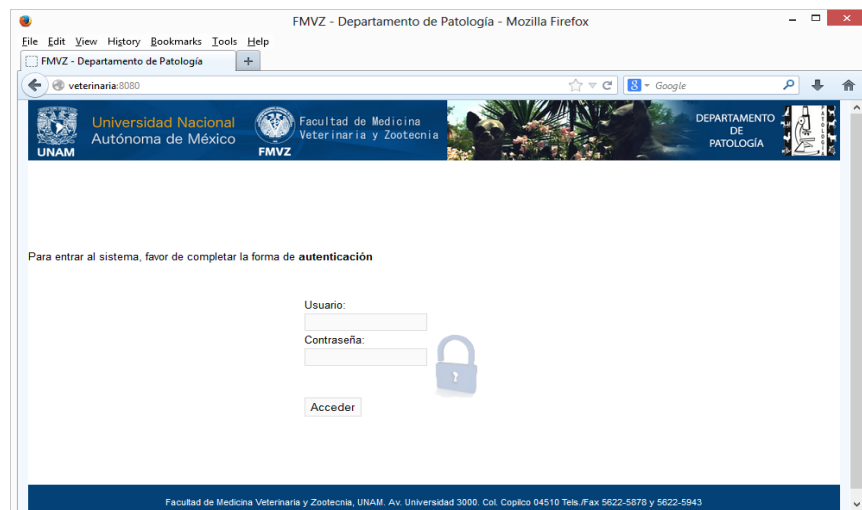 FMVZ - Departamento de Patología - Mozilla Firefox
File Edit View History Bookmarks Tools Help
FMVZ - Departamento de Patología
veterinaria:8080
Google
UNAM
Universidad Nacional
Autónoma de México
FMVZ
Facultad de Medicina
Veterinaria y Zootecnia
DEPARTAMENTO
DE
PATOLOGÍA
PATOLOGÍA
Para entrar al sistema, favor de completar la forma de autenticación
Usuario:
Contraseña:
Acceder
Facultad de Medicina Veterinaria y Zootecnia, UNAM. Av. Universidad 3000. Col. Copilco 04510 Tels./Fax 5622-5878 y 5622-5943